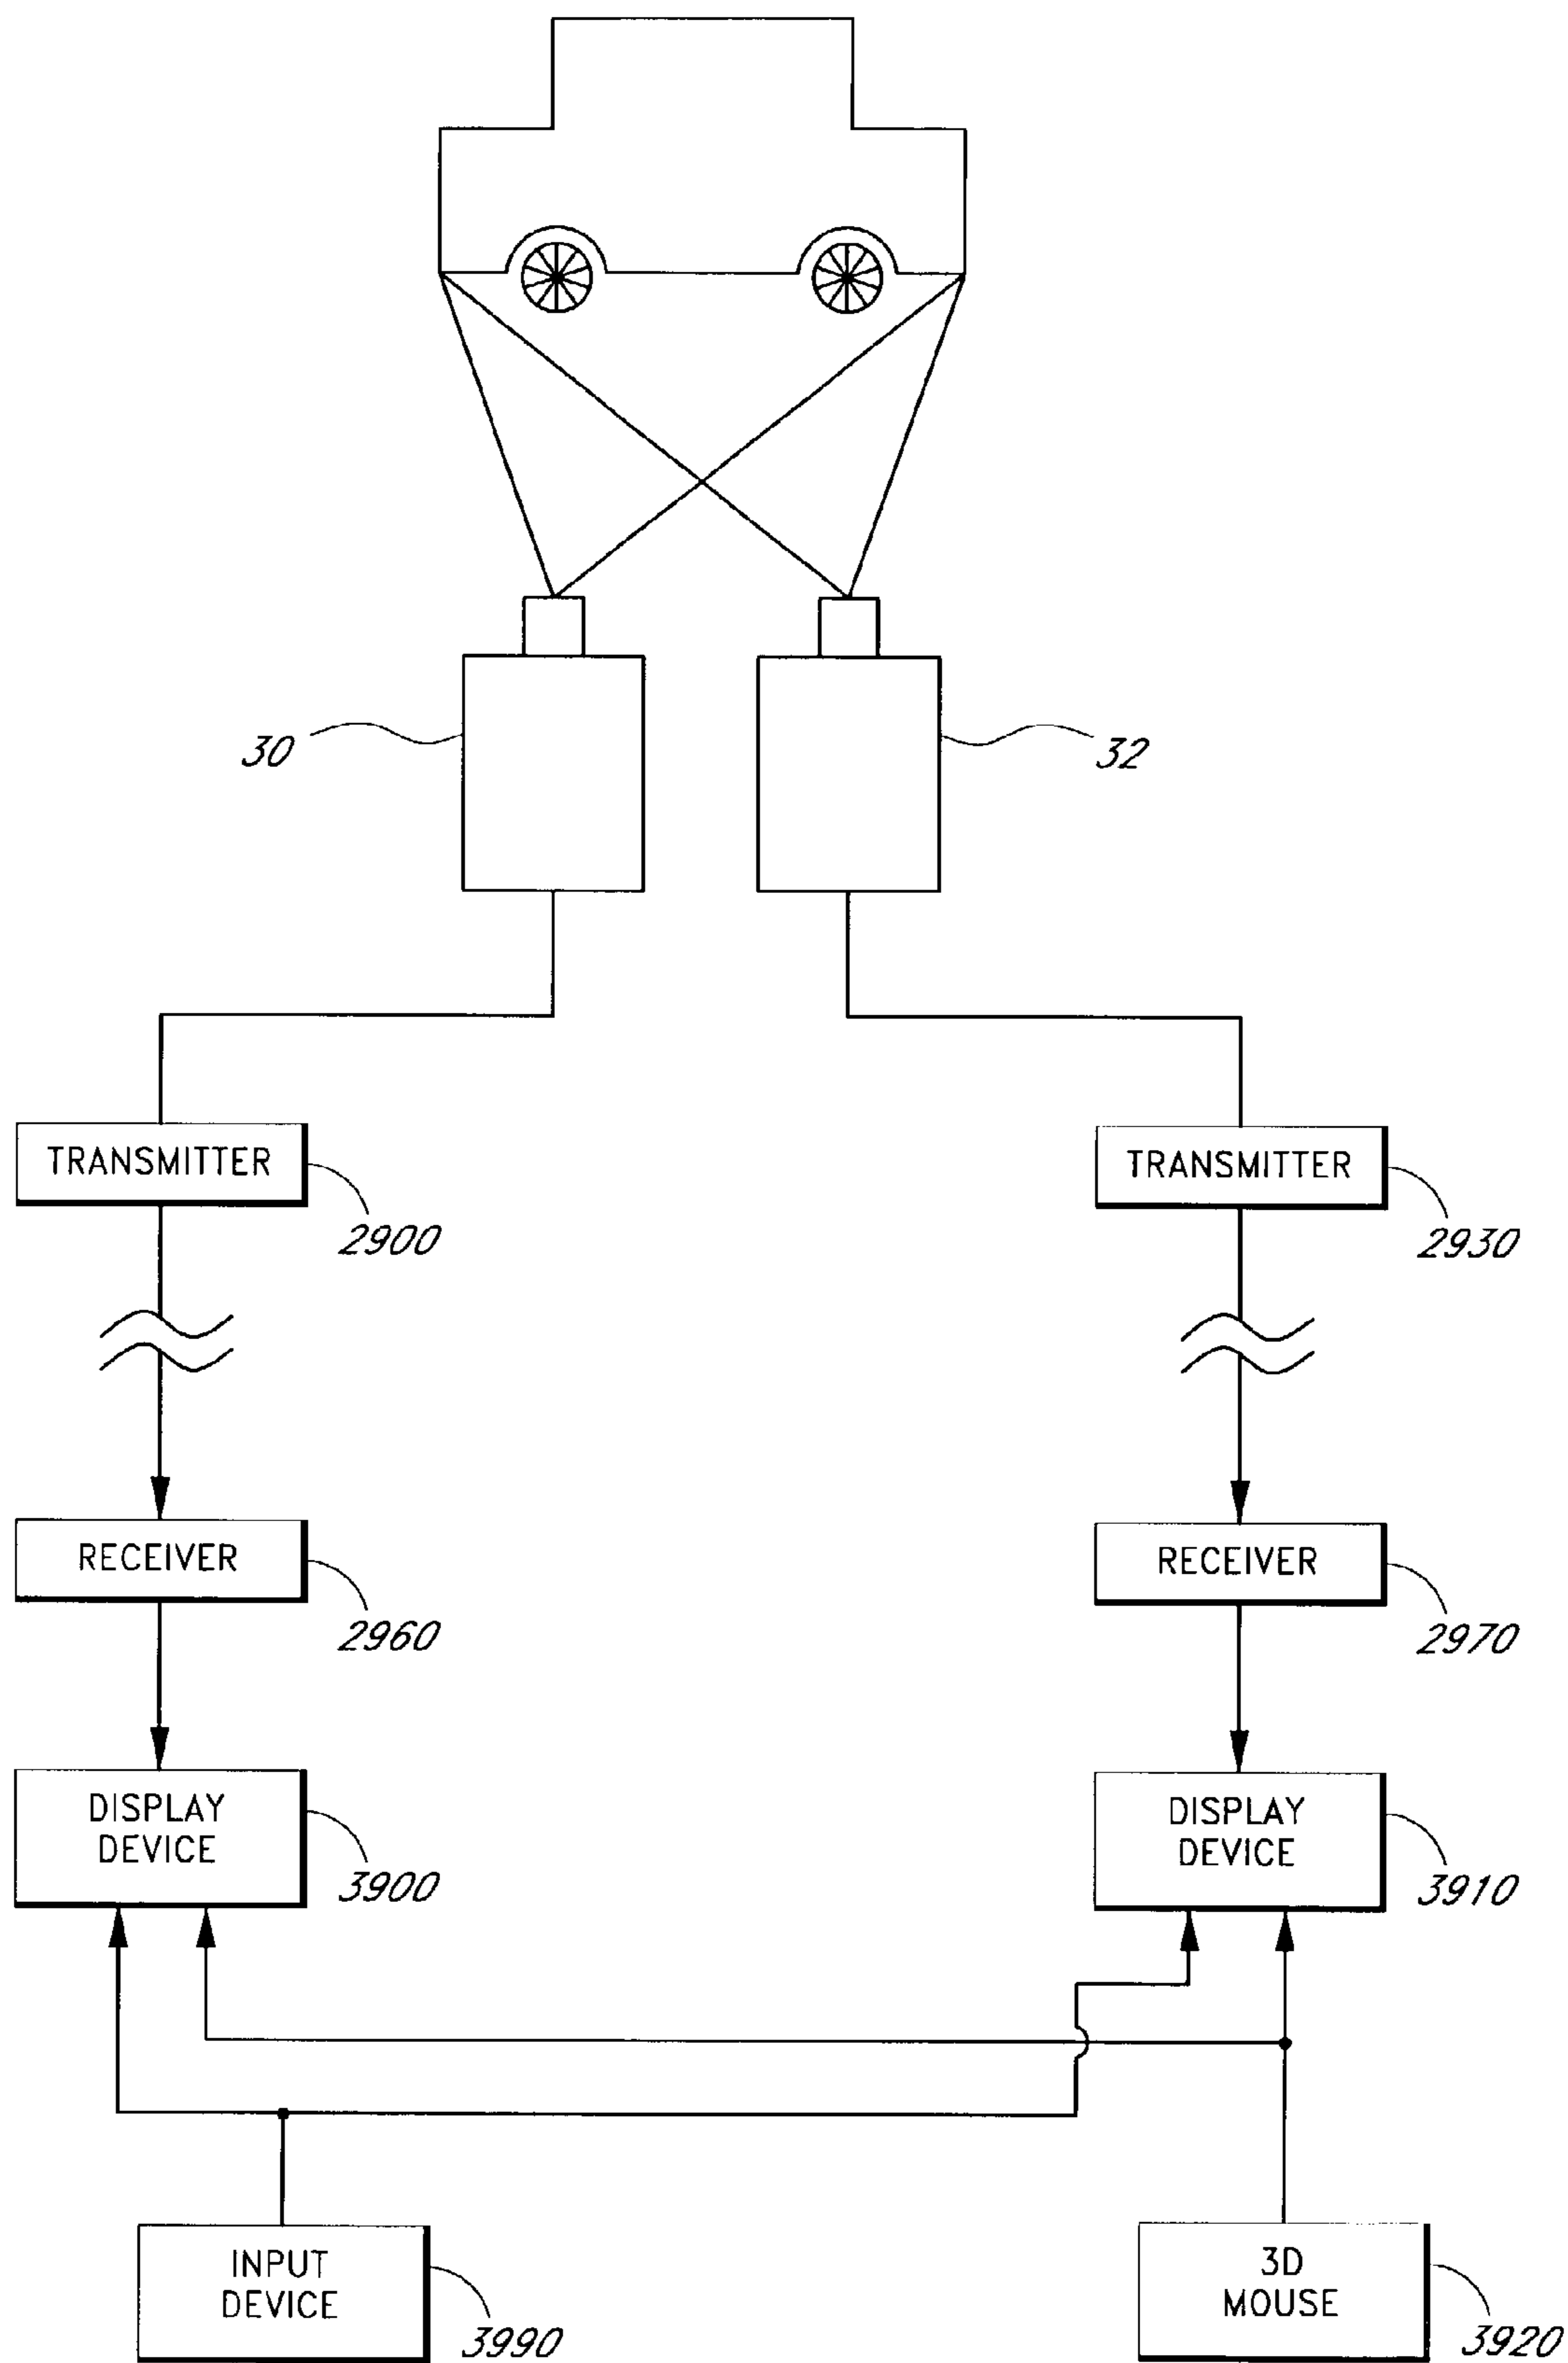 30
32
TRANSMITTER
2900
TRANSMITTER
2930
RECEIVER
2960
RECEIVER
2970
DISPLAY
DEVICE
3900
DISPLAY
DEVICE
3910
INPUT
DEVICE
3990
3D
MOUSE
3920